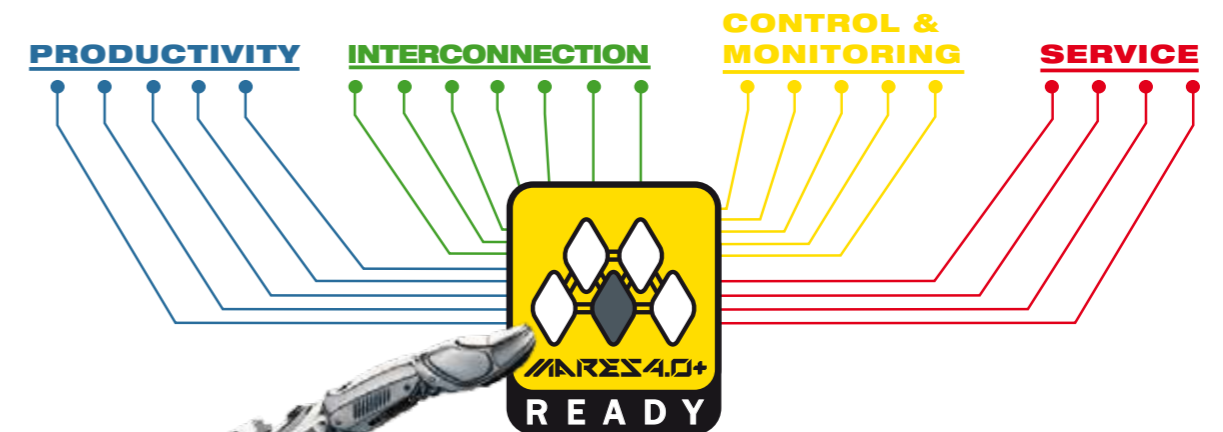 PRODUCTIVITY
INTERCONNECTION
CONTROL &
MONITORING
SERVICE
MARES4.0+
READY